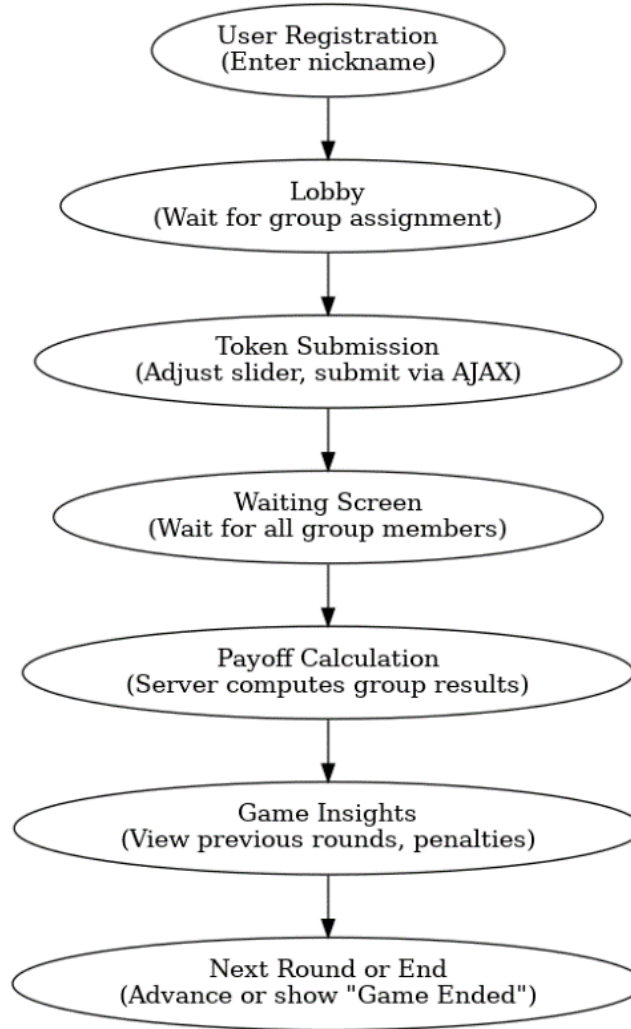 User Registration
(Enter nickname)
Lobby
(Wait for group assignment)
Token Submission
(Adjust slider, submit via AJAX)
Waiting Screen
(Wait for all group members)
Payoff Calculation
(Server computes group results)
Game Insights
(View previous rounds, penalties)
Next Round or End
(Advance or show "Game Ended")